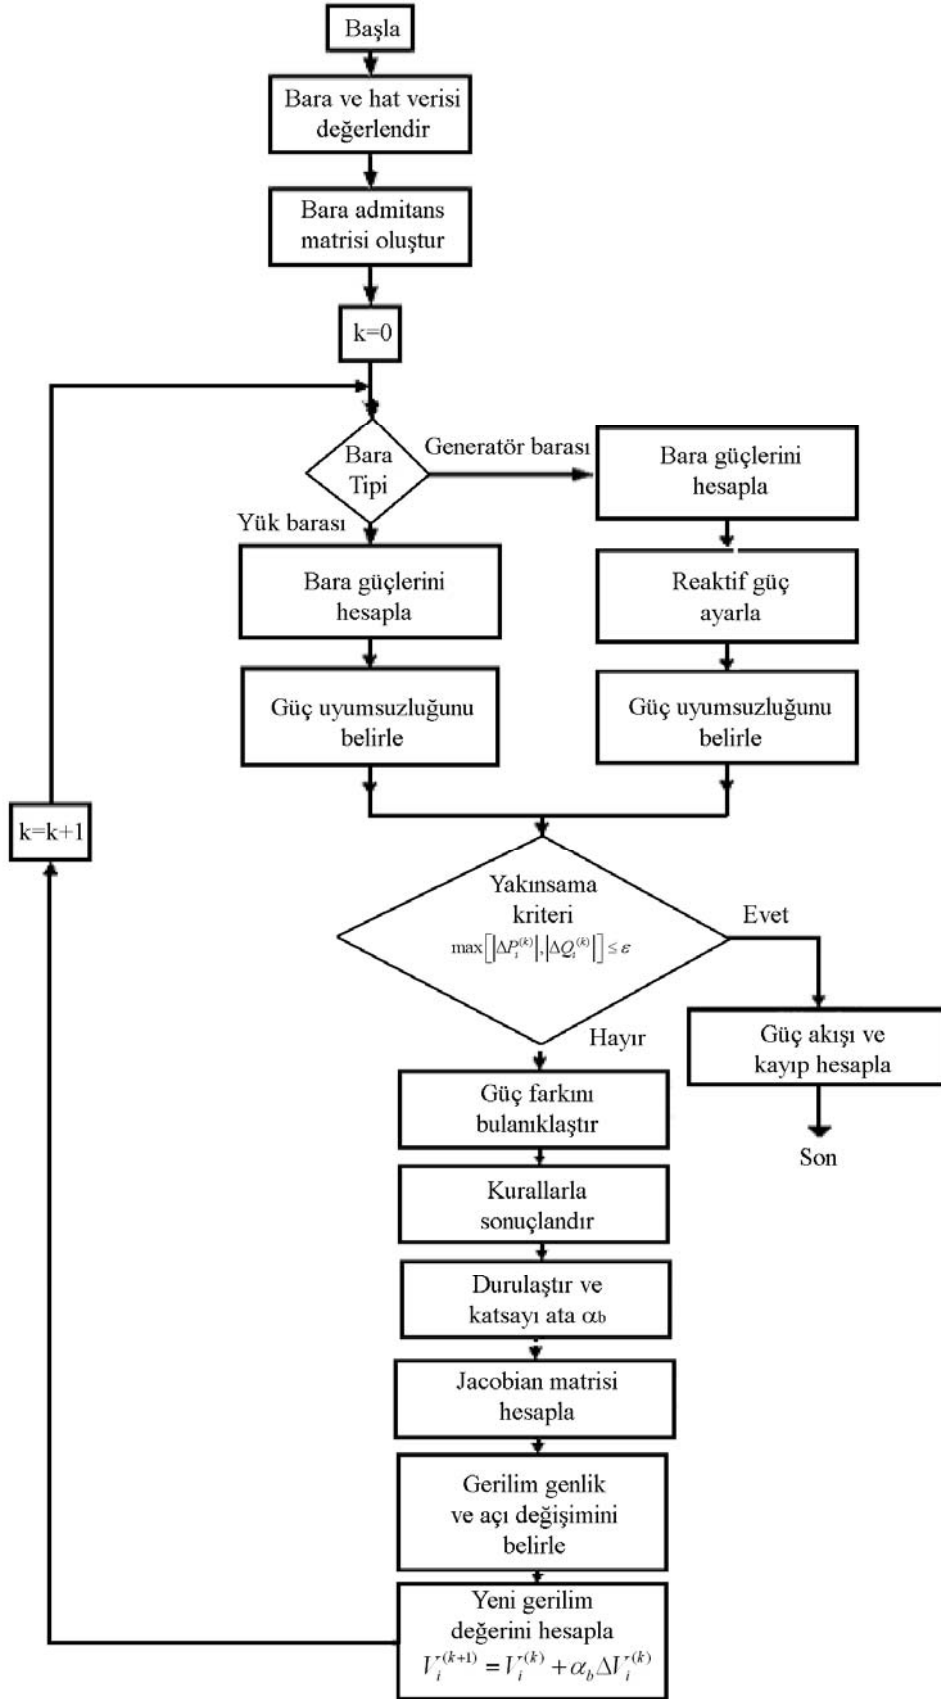 Başla
Bara ve hat verisi
değerlendir
Bara admitans
matrisi oluştur
k=0
Bara
Tipi
Generatör barası
Yük barası
Bara güçlerini
hesapla
Reaktif güç
ayarla
Güç uyumsuzluğunu
belirle
Bara güçlerini
hesapla
Güç uyumsuzluğunu
belirle
k=k+1
Yakınsama
kriteri
max[|ΔP_i^(k)|,|ΔQ_i^(k)|] ≤ ε
Evet
Hayır
Güç akışı ve
kayıp hesapla
Son
Güç farkını
bulanıklaştır
Kurallarla
sonuçlandır
Durulaştır ve
katsayı ata αb
Jacobian matrisi
hesapla
Gerilim genlik
ve açı değişimini
belirle
Yeni gerilim
değerini hesapla
V_i^(k+1) = V_i^(k) + α_b ΔV_i^(k)